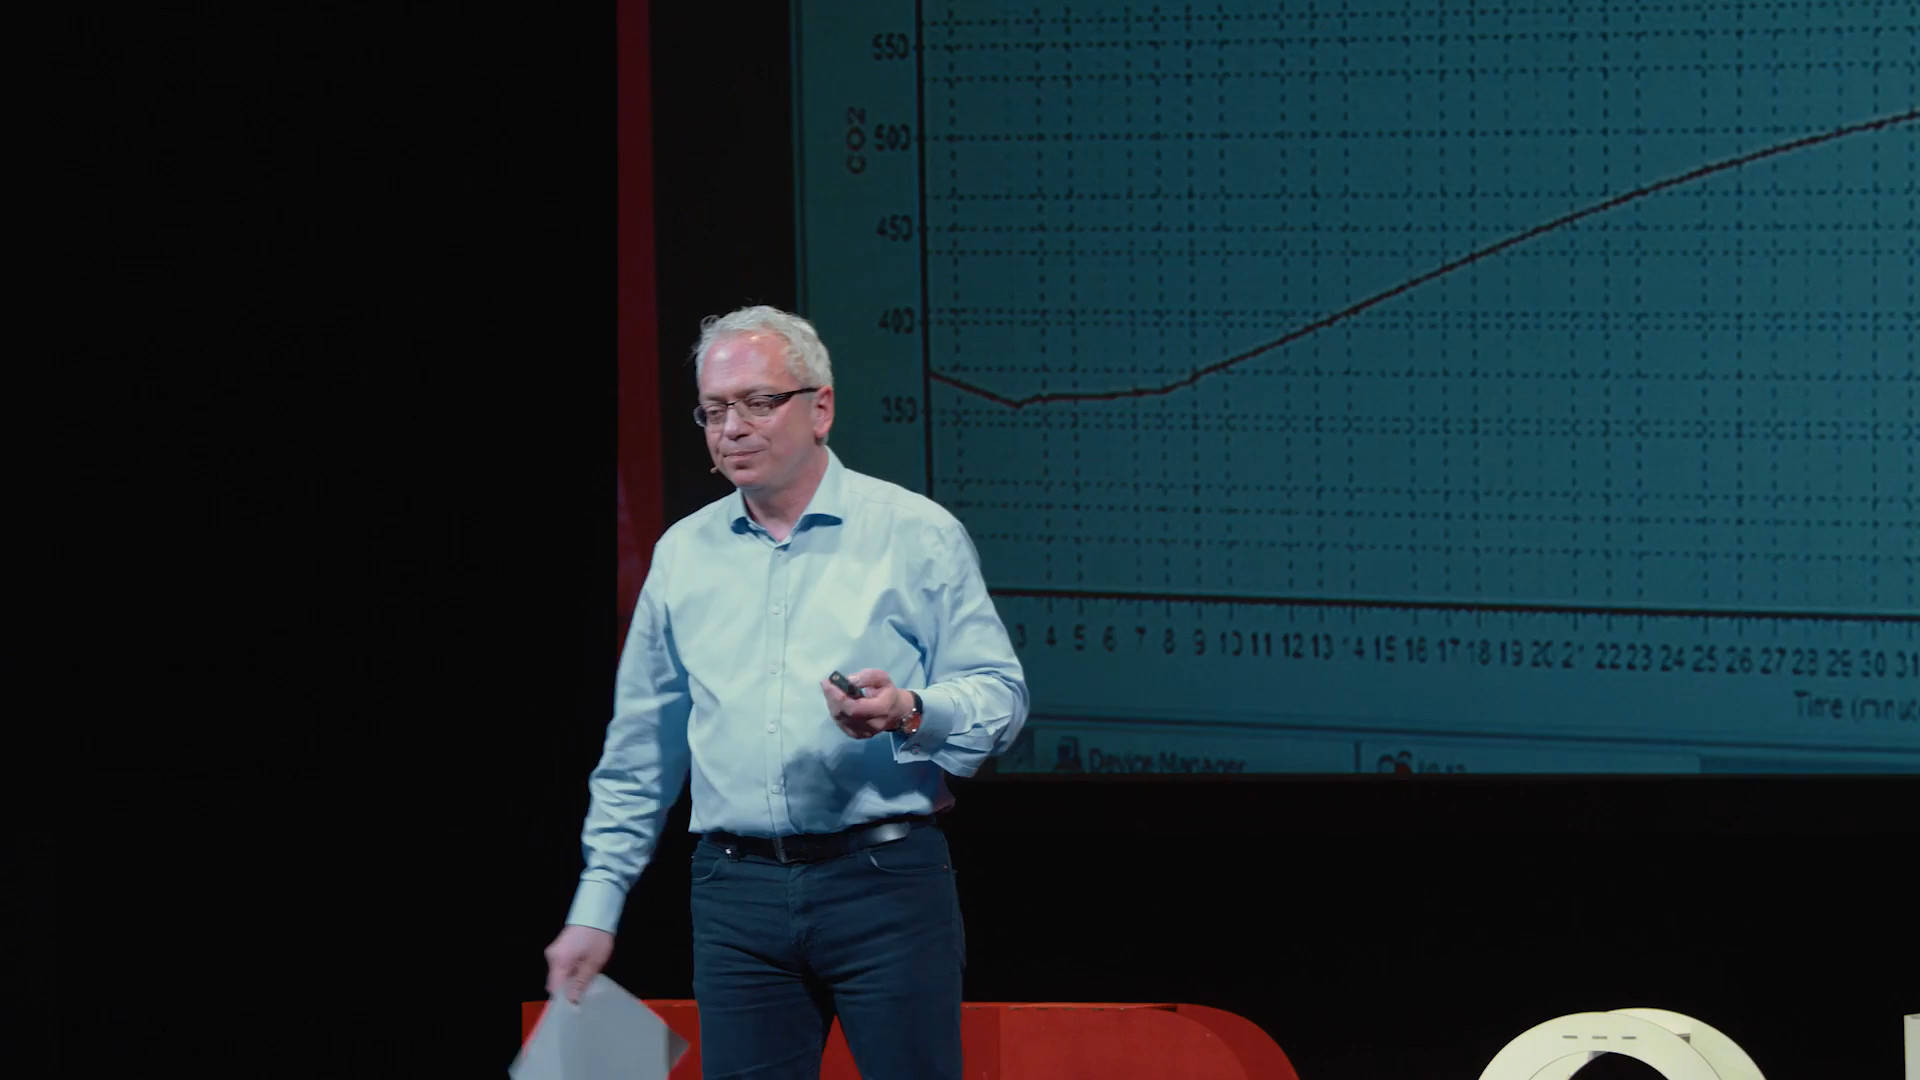 550
CO2
500
450
400
350
3 4 5 6 7 8 9 10 11 12 13 14 15 16 17 18 19 20 21 22 23 24 25 26 27 28 29 30 31
Time
Device Manager